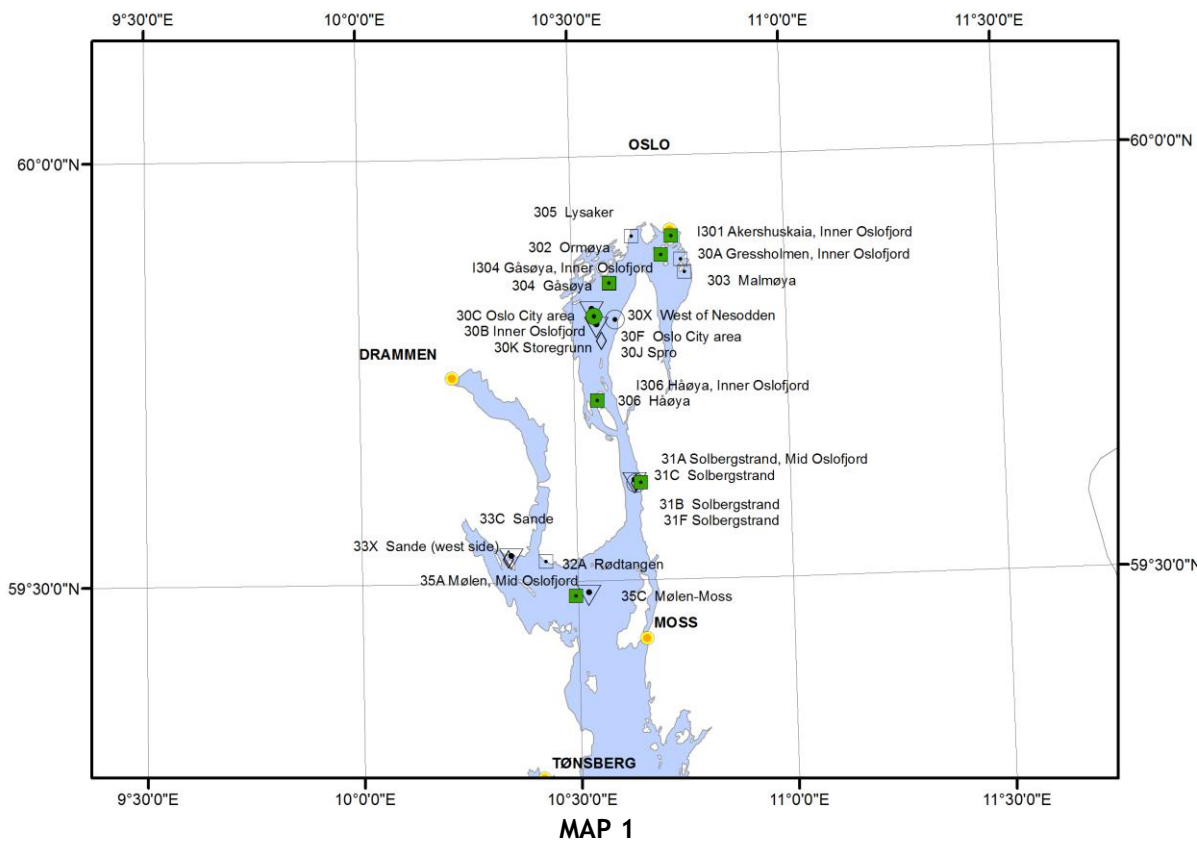 9°30'0"E 10°00'0"E 10°30'0"E 11°00'0"E 11°30'0"E
OSLO
60°0'0"N
60°0'0"N
305 Lysaker
I301 Akershuskaia, Inner Oslofjord
302 Ormøya
30A Gressholmen, Inner Oslofjord
I304 Gåsøya, Inner Oslofjord
303 Malmøya
304 Gåsøya
30C Oslo City area
30X West of Nesodden
30B Inner Oslofjord
30F Oslo City area
30K Storegrunn
30J Spro
DRAMMEN
I306 Håøya, Inner Oslofjord
306 Håøya
31A Solbergstrand, Mid Oslofjord
31C Solbergstrand
31B Solbergstrand
31F Solbergstrand
33C Sande
33X Sande (west side)
32A Rødtangen
59°30'0"N
35A Mølen, Mid Oslofjord
59°30'0"N
35C Mølen-Moss
MOSS
TØNSBERG
9°30'0"E 10°00'0"E 10°30'0"E 11°00'0"E 11°30'0"E
MAP 1